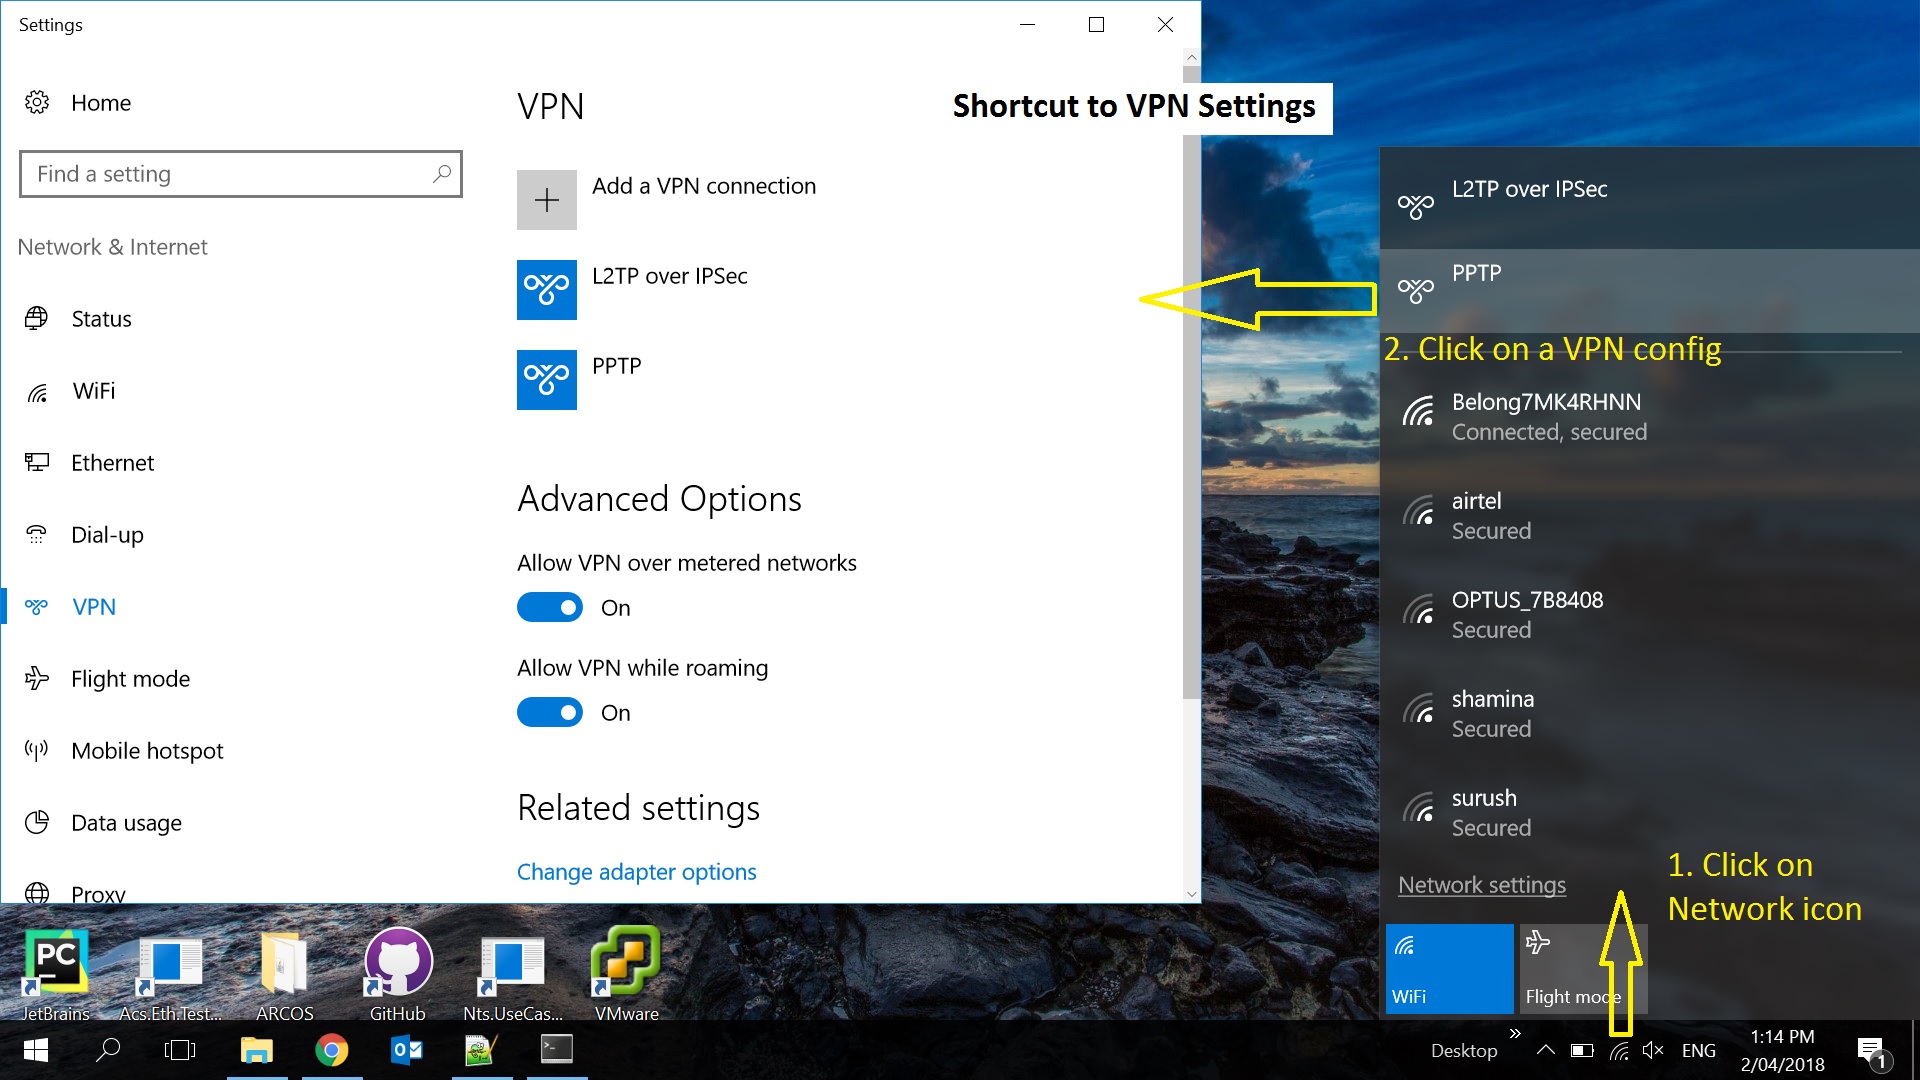 Settings
Home
Find a setting
Network & Internet
Status
WiFi
Ethernet
Dial-up
VPN
Flight mode
Mobile hotspot
Data usage
Proxy
VPN
Add a VPN connection
L2TP over IPSec
PPTP
Advanced Options
Allow VPN over metered networks
On
Allow VPN while roaming
On
Related settings
Change adapter options
Shortcut to VPN Settings
L2TP over IPSec
PPTP
2. Click on a VPN config
Belong7MK4RHNN
Connected, secured
airtel
Secured
OPTUS_7B8408
Secured
shamina
Secured
surush
Secured
Network settings
1. Click on
Network icon
WiFi
Flight mode
PC
JetBrains
Acs.Eth.Test...
ARCOS
GitHub
Nts.UseCas...
VMware
Desktop
ENG
1:14 PM
2/04/2018
1